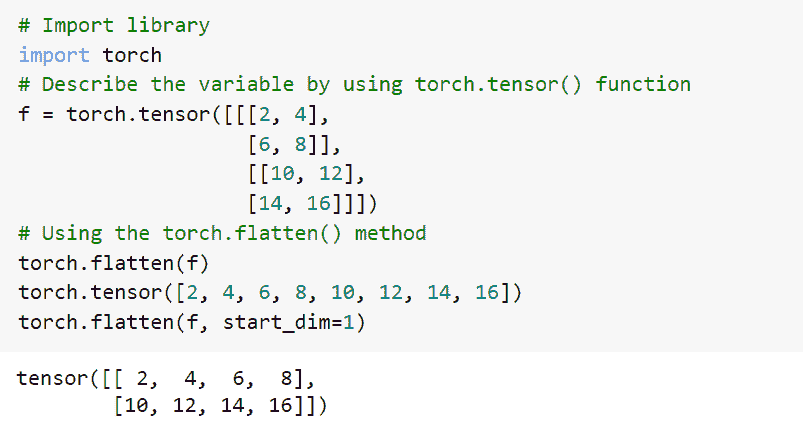 # Import library
import torch
# Describe the variable by using torch.tensor() function
f = torch.tensor([[[2, 4],
[6, 8]],
[[10, 12],
[14, 16]]])
# Using the torch.flatten() method
torch.flatten(f)
torch.tensor([2, 4, 6, 8, 10, 12, 14, 16])
torch.flatten(f, start_dim=1)
tensor([[ 2,  4,  6,  8],
[10, 12, 14, 16]])